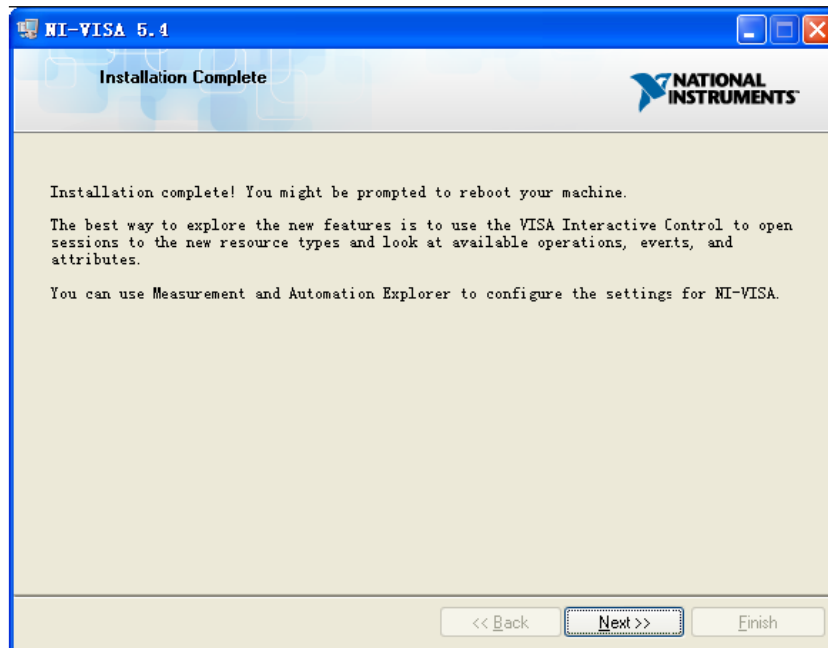 NI-VISA 5.4
Installation Complete
NATIONAL
INSTRUMENTS™
Installation complete! You might be prompted to reboot your machine.
The best way to explore the new features is to use the VISA Interactive Control to open
sessions to the new resource types and look at available operations, events, and
attributes.
You can use Measurement and Automation Explorer to configure the settings for NI-VISA.
<< Back
Next >>
Finish